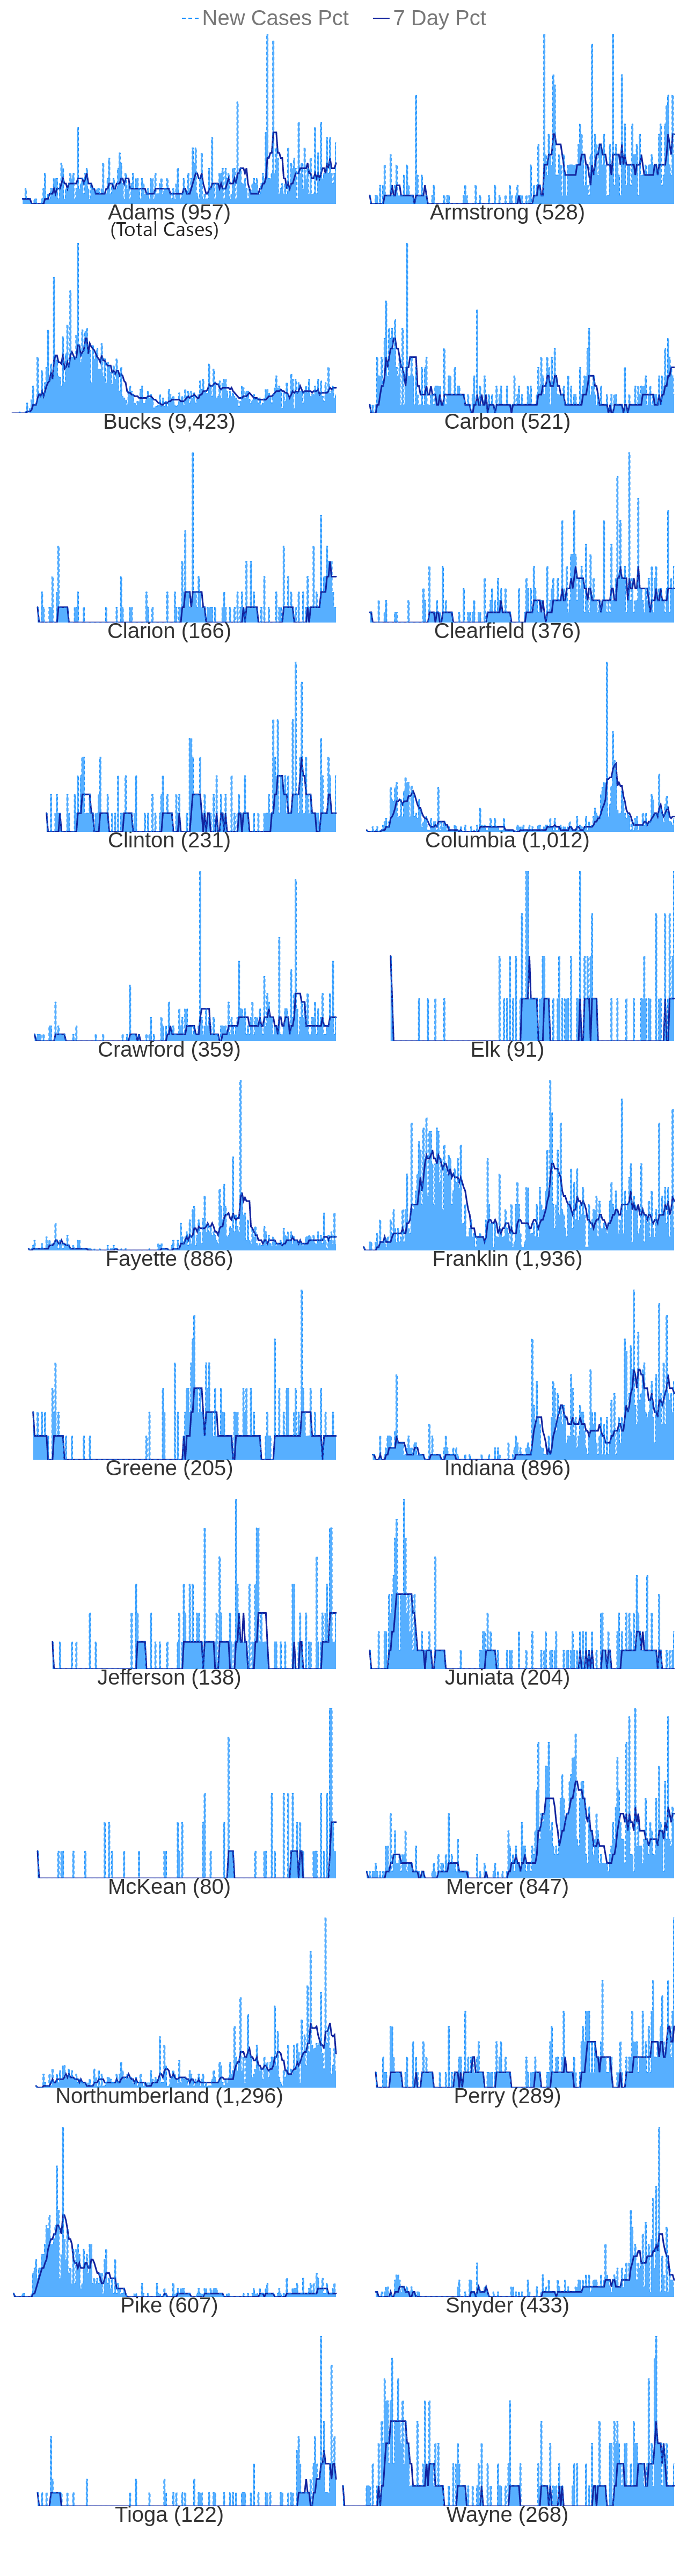 New Cases Pct 7 Day Pct
Adams (957) Armstrong (528)
(Total Cases)
Bucks (9,423) Carbon (521)
Clarion (166) Clearfield (376)
Clinton (231) Columbia (1,012)
Crawford (359) Elk (91)
Fayette (886) Franklin (1,936)
Greene (205) Indiana (896)
Jefferson (138) Juniata (204)
McKean (80) Mercer (847)
Northumberland (1,296) Perry (289)
Pike (607) Snyder (433)
Tioga (122) Wayne (268)